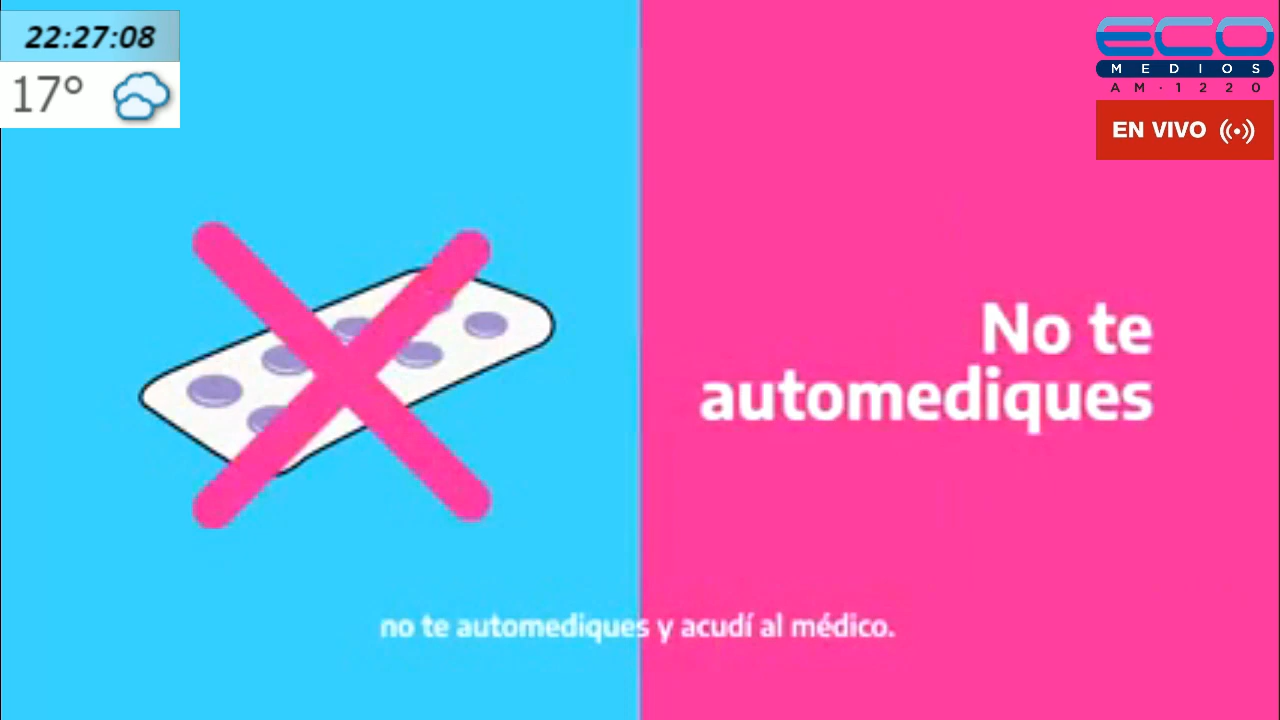 22:27:08
17°
ECO
MEDIOS
AM·1220
EN VIVO
No te
automediques
no te automediques y acudí al médico.